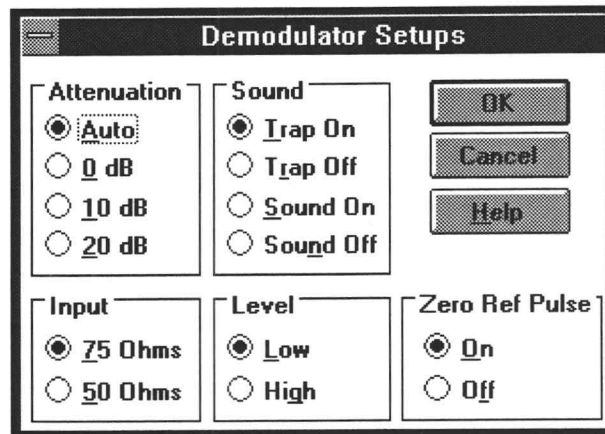 Demodulator Setups
Attenuation
Auto
0 dB
10 dB
20 dB
Sound
Trap On
Trap Off
Sound On
Sound Off
OK
Cancel
Help
Input
75 Ohms
50 Ohms
Level
Low
High
Zero Ref Pulse
On
Off